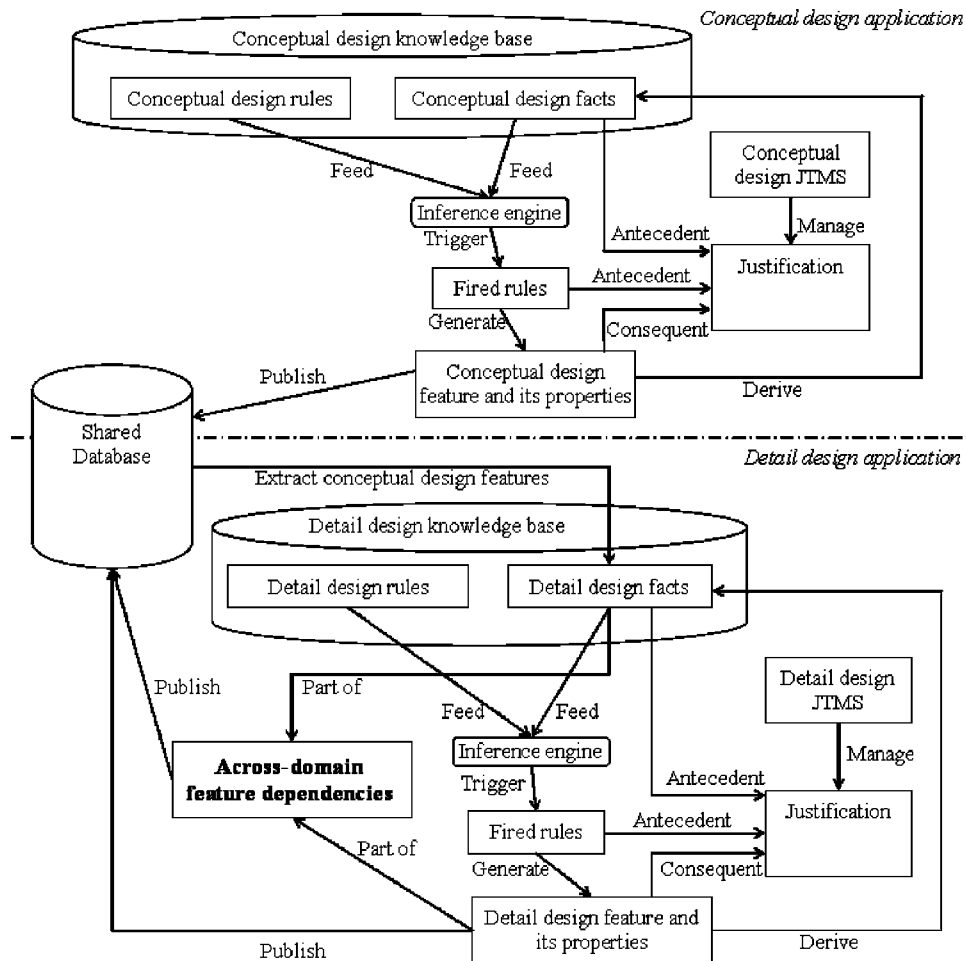 Conceptual design application
Conceptual design knowledge base
Conceptual design rules
Conceptual design facts
Feed
Feed
Conceptual
design JTMS
Inference engine
Manage
Trigger
Antecedent
Justification
Fired rules
Antecedent
Generate
Consequent
Publish
Conceptual design
feature and its properties
Derive
Shared
Database
Detail design application
Extract conceptual design features
Detail design knowledge base
Detail design rules
Detail design facts
Publish
Part of
Detail design
JTMS
Feed
Feed
Inference engine
Manage
Across-domain
feature dependencies
Trigger
Antecedent
Justification
Fired rules
Antecedent
Part of
Generate
Consequent
Detail design feature and
its properties
Publish
Derive